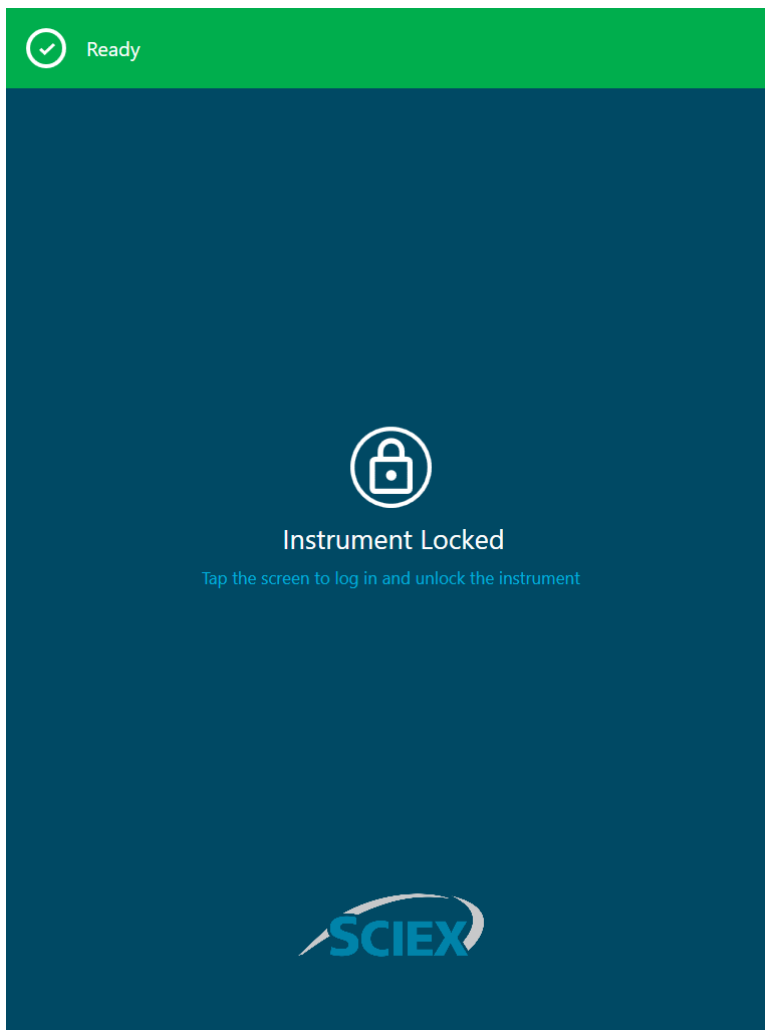 Ready
Instrument Locked
Tap the screen to log in and unlock the instrument
SCIEX